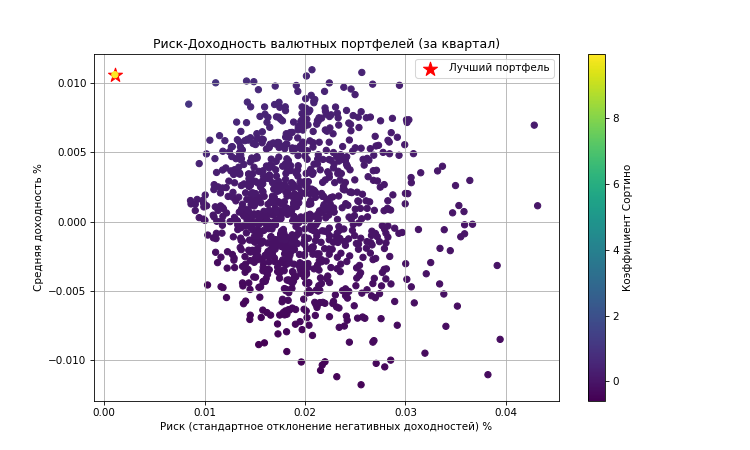 Риск-Доходность валютных портфелей (за квартал)
Лучший портфель
0.010
0.005
0.000
−0.005
−0.010
Средняя доходность %
0.00 0.01 0.02 0.03 0.04
Риск (стандартное отклонение негативных доходностей) %
8
6
4
2
0
Коэффициент Сортино